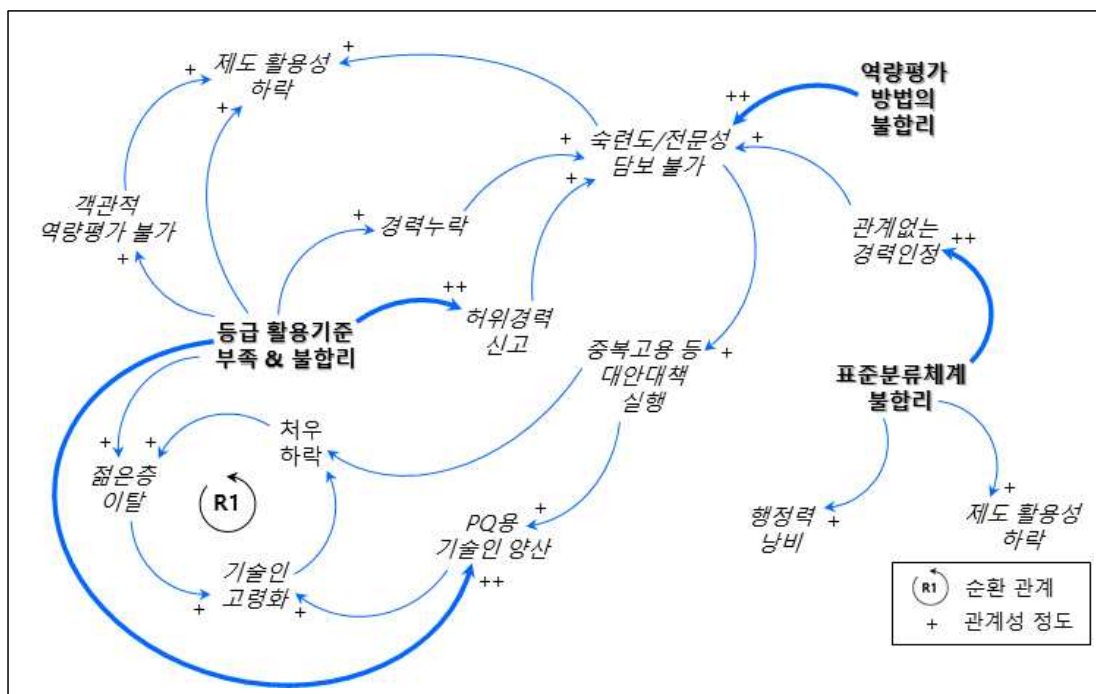 제도 활용성
하락
+
+
+
역량평가
방법의
불합리
++
숙련도/전문성
담보 불가
+
+
+
객관적
역량평가 불가
+
경력누락
+
관계없는
경력인정
++
허위경력
신고
++
등급 활용기준
부족 & 불합리
중복고용 등
대안대책
실행
+
표준분류체계
불합리
처우
하락
젊은층
이탈
+
+
R1
기술인
고령화
+
+
PQ용
기술인 양산
+
++
행정력
낭비
+
제도 활용성
하락
+
R1 순환 관계
+ 관계성 정도